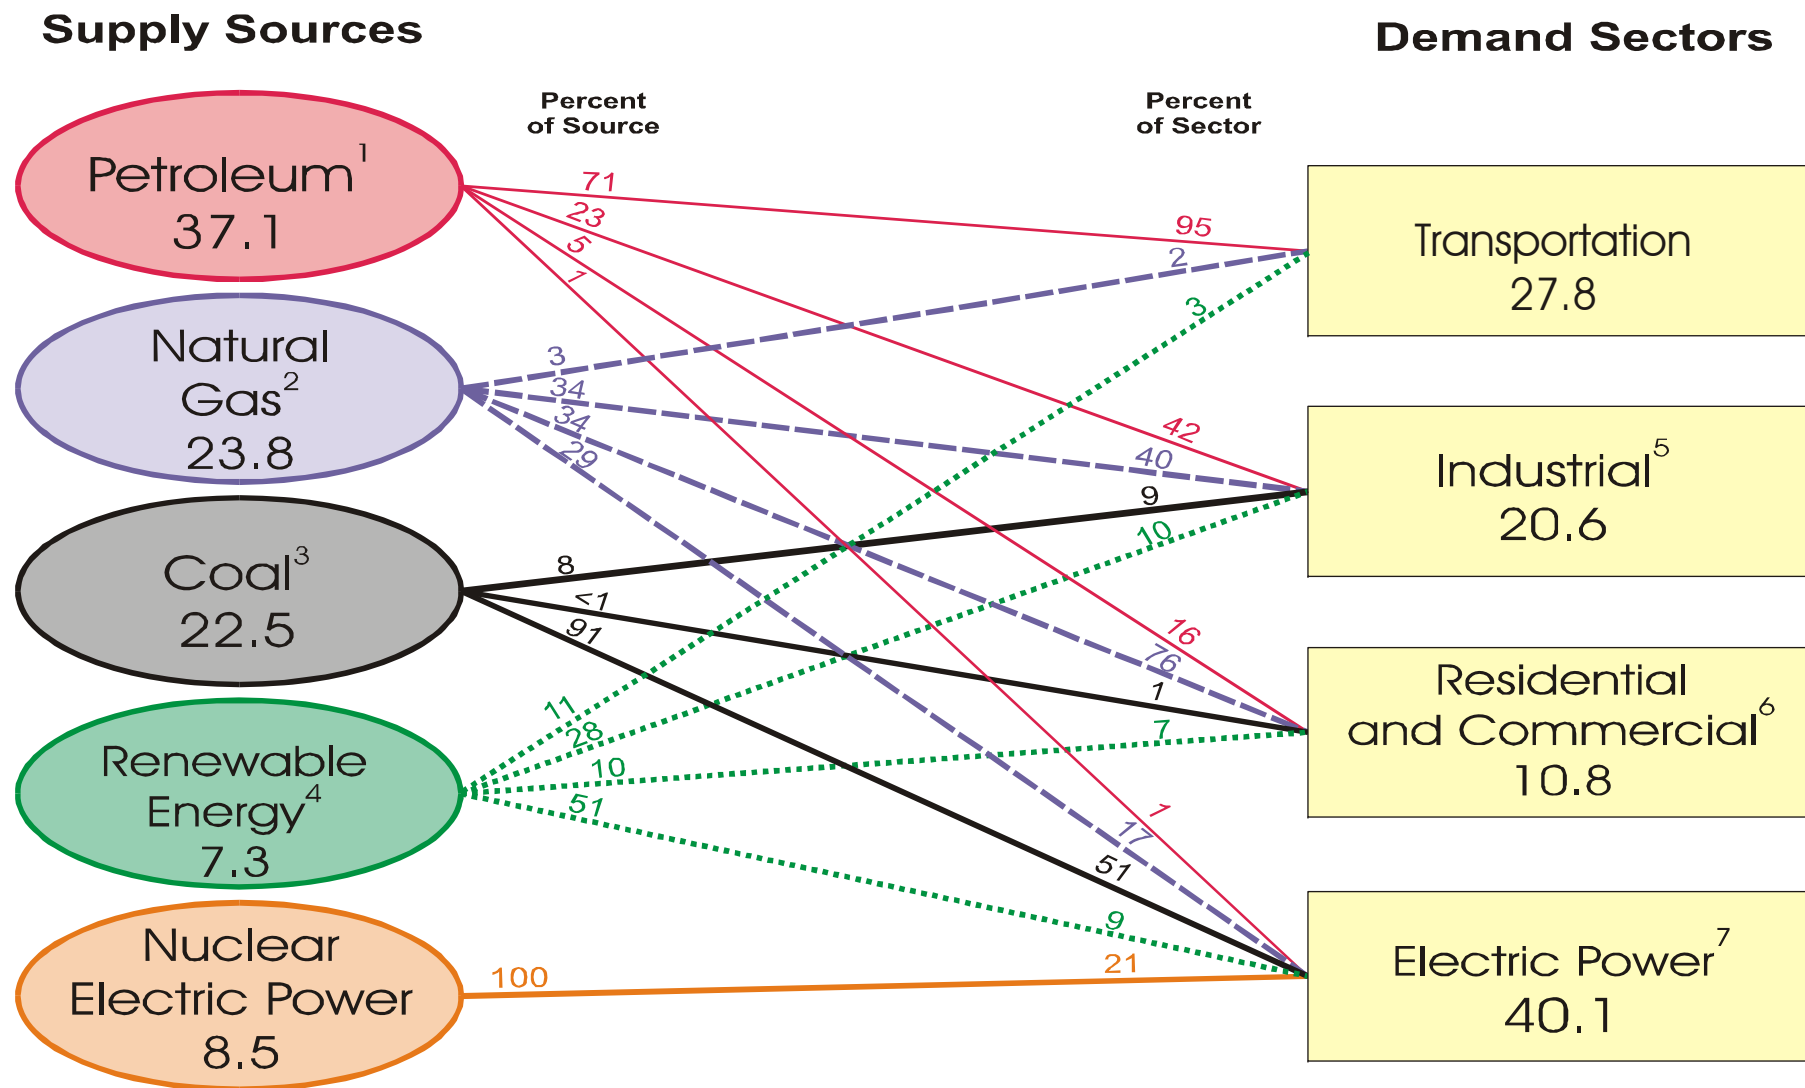 Supply Sources
Demand Sectors
Percent
of Source
Percent
of Sector
Petroleum1
37.1
Natural
Gas2
23.8
Coal3
22.5
Renewable
Energy4
7.3
Nuclear
Electric Power
8.5
71
23
5
1
3
34
34
29
8
<1
91
11
28
10
51
100
95
2
3
42
40
9
10
16
76
1
7
1
17
51
9
21
Transportation
27.8
Industrial5
20.6
Residential
and Commercial6
10.8
Electric Power7
40.1